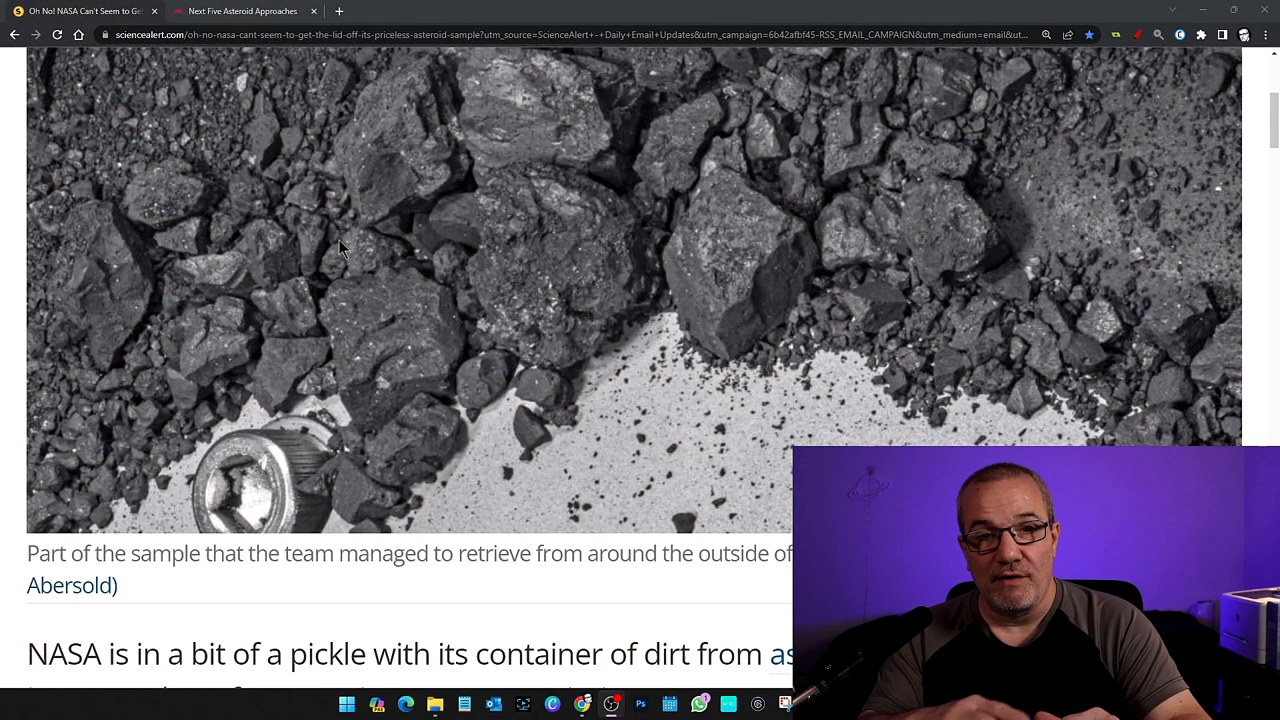 Oh No! NASA Can't Seem to Get
Next Five Asteroid Approaches
sciencealert.com/oh-no-nasa-cant-seem-to-get-the-lid-off-its-priceless-asteroid-sample?utm_source=ScienceAlert+-+Daily+Email+Updates&utm_campaign=6b42afbf45-RSS_EMAIL_CAMPAIGN&utm_medium=email&ut...
Part of the sample that the team managed to retrieve from around the outside of
Abersold)
NASA is in a bit of a pickle with its container of dirt from as